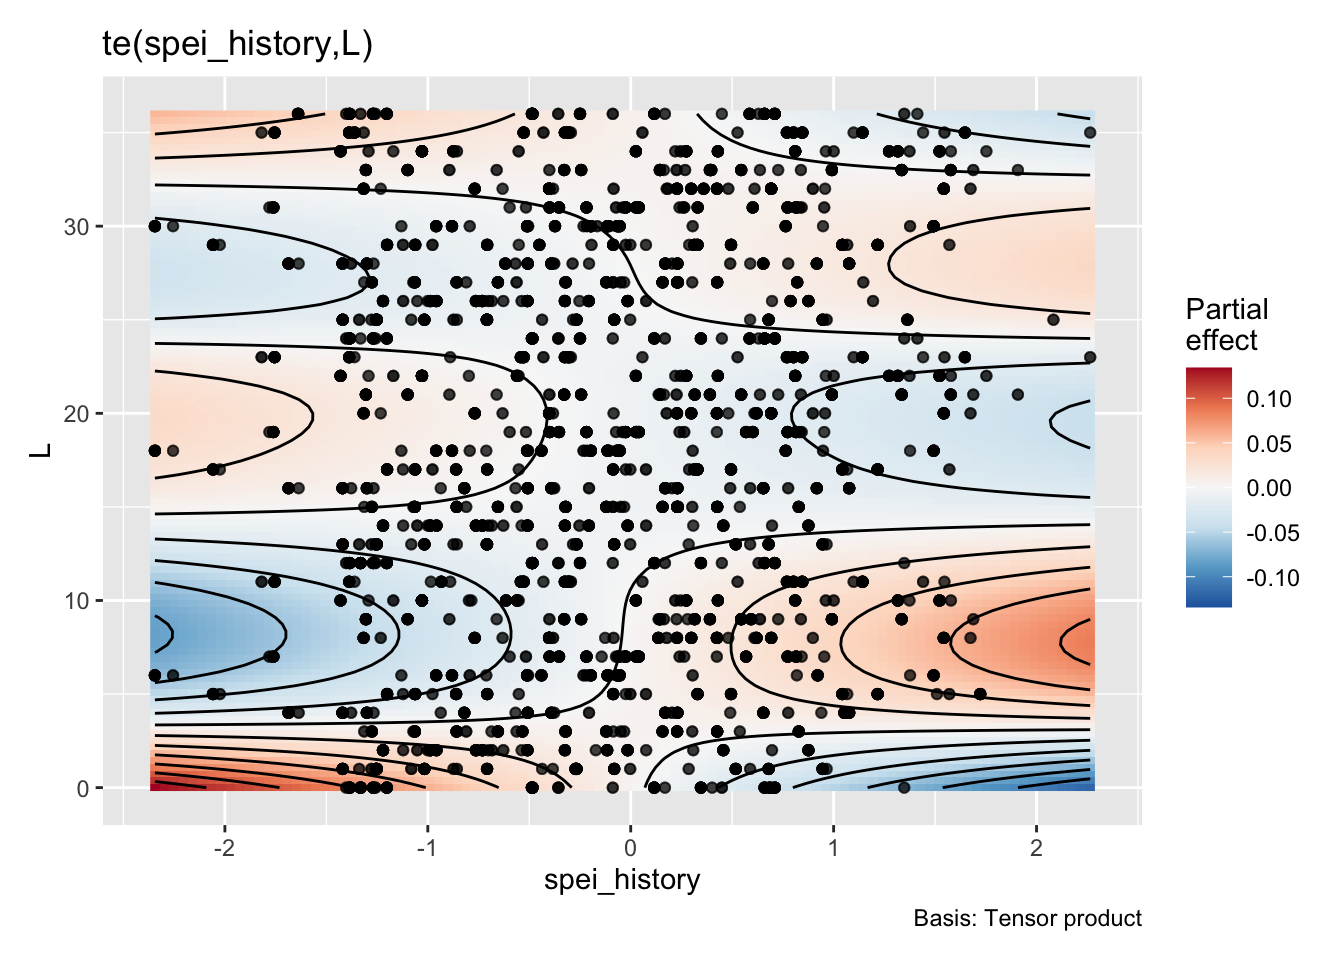 te(spei_history,L)
L
30
20
10
0
-2
-1
0
1
2
spei_history
Partial
effect
0.10
0.05
0.00
-0.05
-0.10
Basis: Tensor product